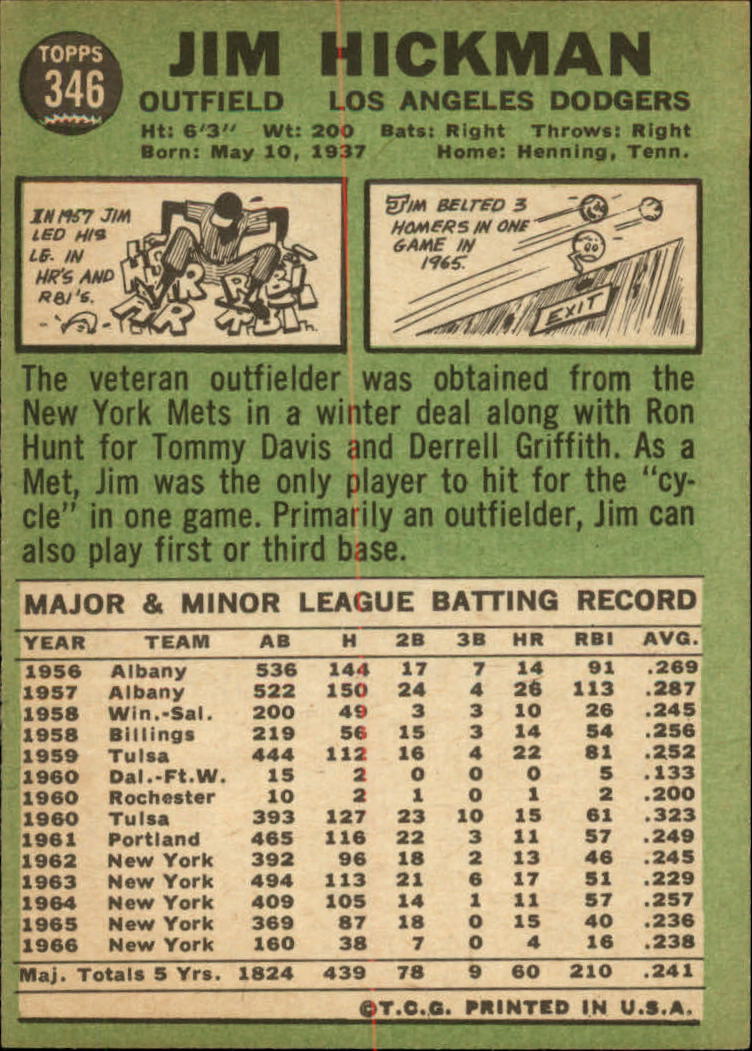 TOPPS
346
JIM HICKMAN
OUTFIELD LOS ANGELES DODGERS
Ht: 6'3" Wt: 200 Bats: Right Throws: Right
Born: May 10, 1937 Home: Henning, Tenn.
IN 1957 JIM
LED HIS
LG. IN
HR'S AND
RBI'S.
HR
HR
RBI
RBI
JIM BELTED 3
HOMERS IN ONE
GAME IN
1965.
EXIT
The veteran outfielder was obtained from the
New York Mets in a winter deal along with Ron
Hunt for Tommy Davis and Derrell Griffith. As a
Met, Jim was the only player to hit for the "cy-
cle" in one game. Primarily an outfielder, Jim can
also play first or third base.
MAJOR & MINOR LEAGUE BATTING RECORD
YEAR TEAM AB H 2B 3B HR RBI AVG.
1956 Albany 536 144 17 7 14 91 .269
1957 Albany 522 150 24 4 26 113 .287
1958 Win.-Sal. 200 49 3 3 10 26 .245
1958 Billings 219 56 15 3 14 54 .256
1959 Tulsa 444 112 16 4 22 81 .252
1960 Dal.-Ft.W. 15 2 0 0 0 5 .133
1960 Rochester 10 2 1 0 1 2 .200
1960 Tulsa 393 127 23 10 15 61 .323
1961 Portland 465 116 22 3 11 57 .249
1962 New York 392 96 18 2 13 46 .245
1963 New York 494 113 21 6 17 51 .229
1964 New York 409 105 14 1 11 57 .257
1965 New York 369 87 18 0 15 40 .236
1966 New York 160 38 7 0 4 16 .238
Maj. Totals 5 Yrs. 1824 439 78 9 60 210 .241
©T.C.G. PRINTED IN U.S.A.